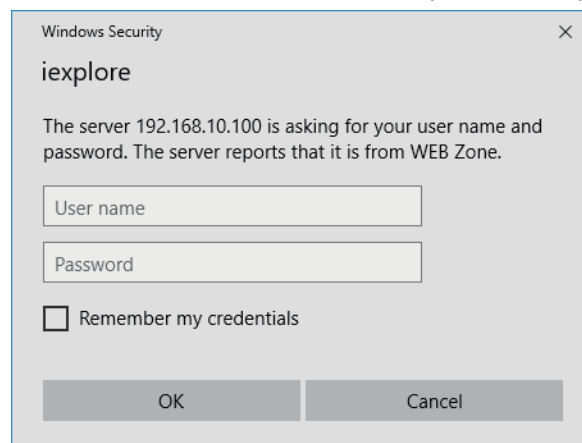 Windows Security
iexplore
The server 192.168.10.100 is asking for your user name and
password. The server reports that it is from WEB Zone.
User name
Password
Remember my credentials
OK
Cancel